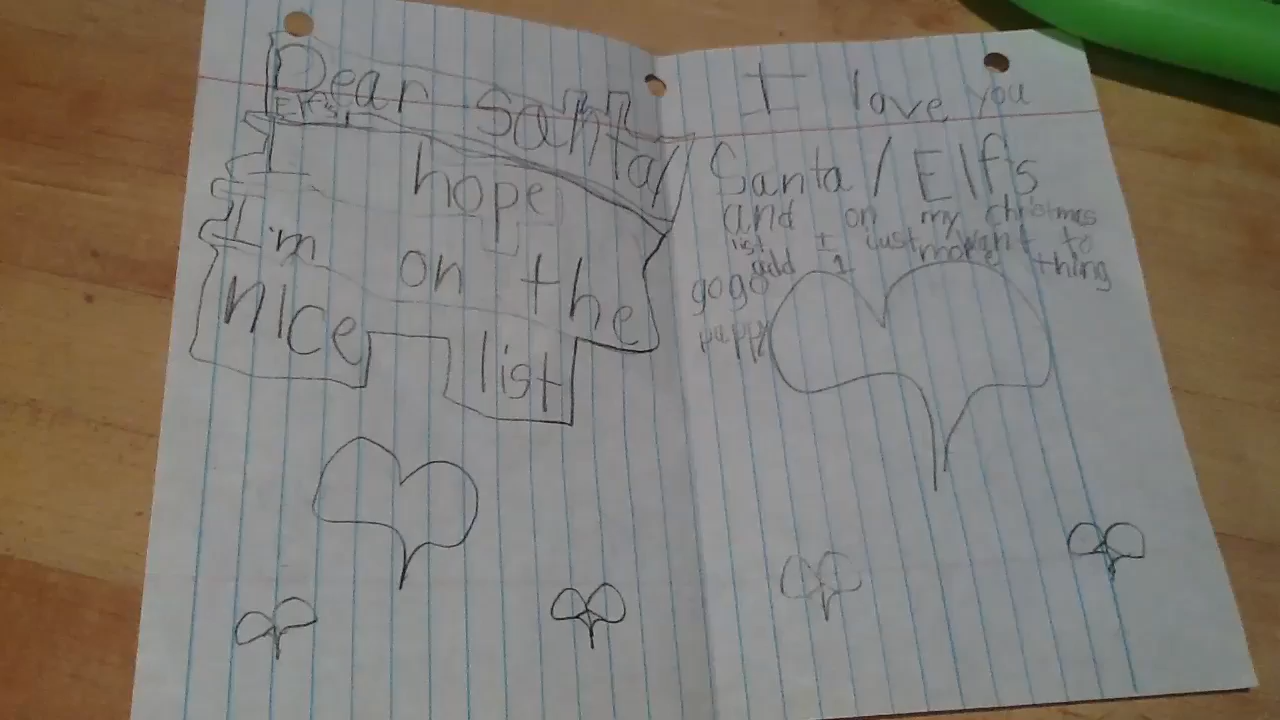 Dear Santa/
Elfs,
I hope
I'm on the
nice list
I love you
Santa / Elfs
and on my christmas
list I just want to
add 1 more thing
gogo